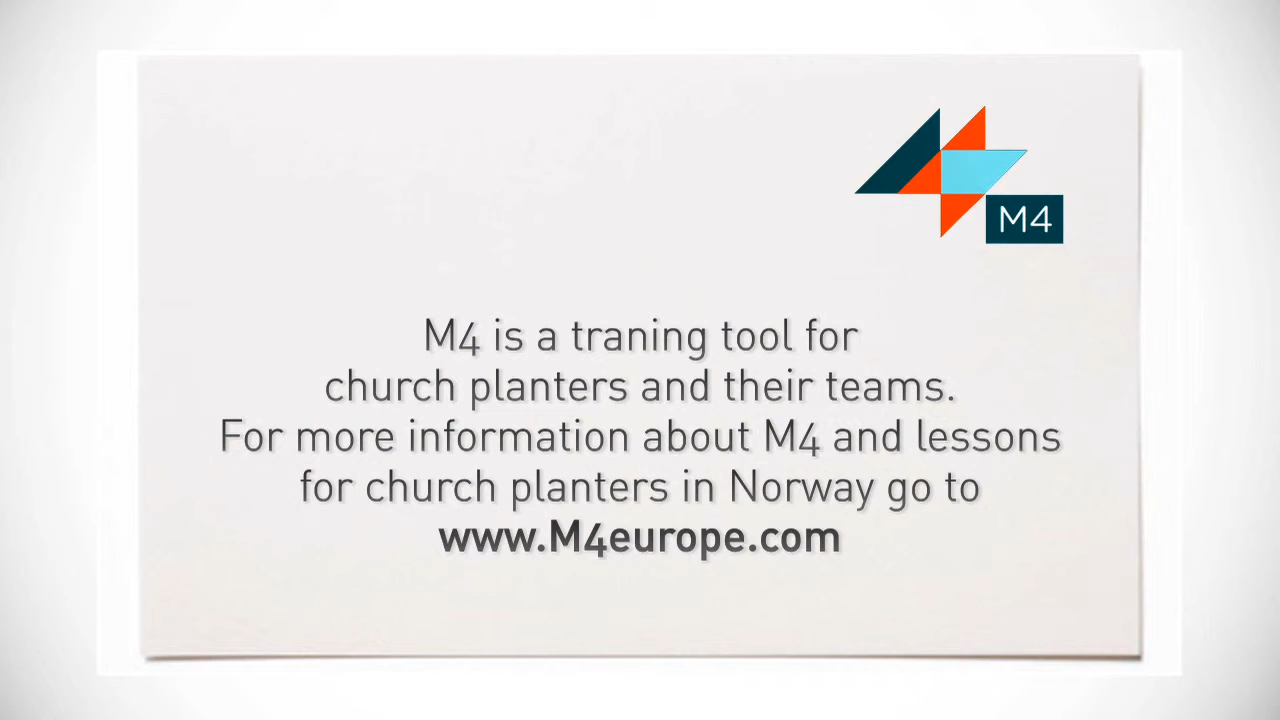 M4
M4 is a traning tool for
church planters and their teams.
For more information about M4 and lessons
for church planters in Norway go to
www.M4europe.com